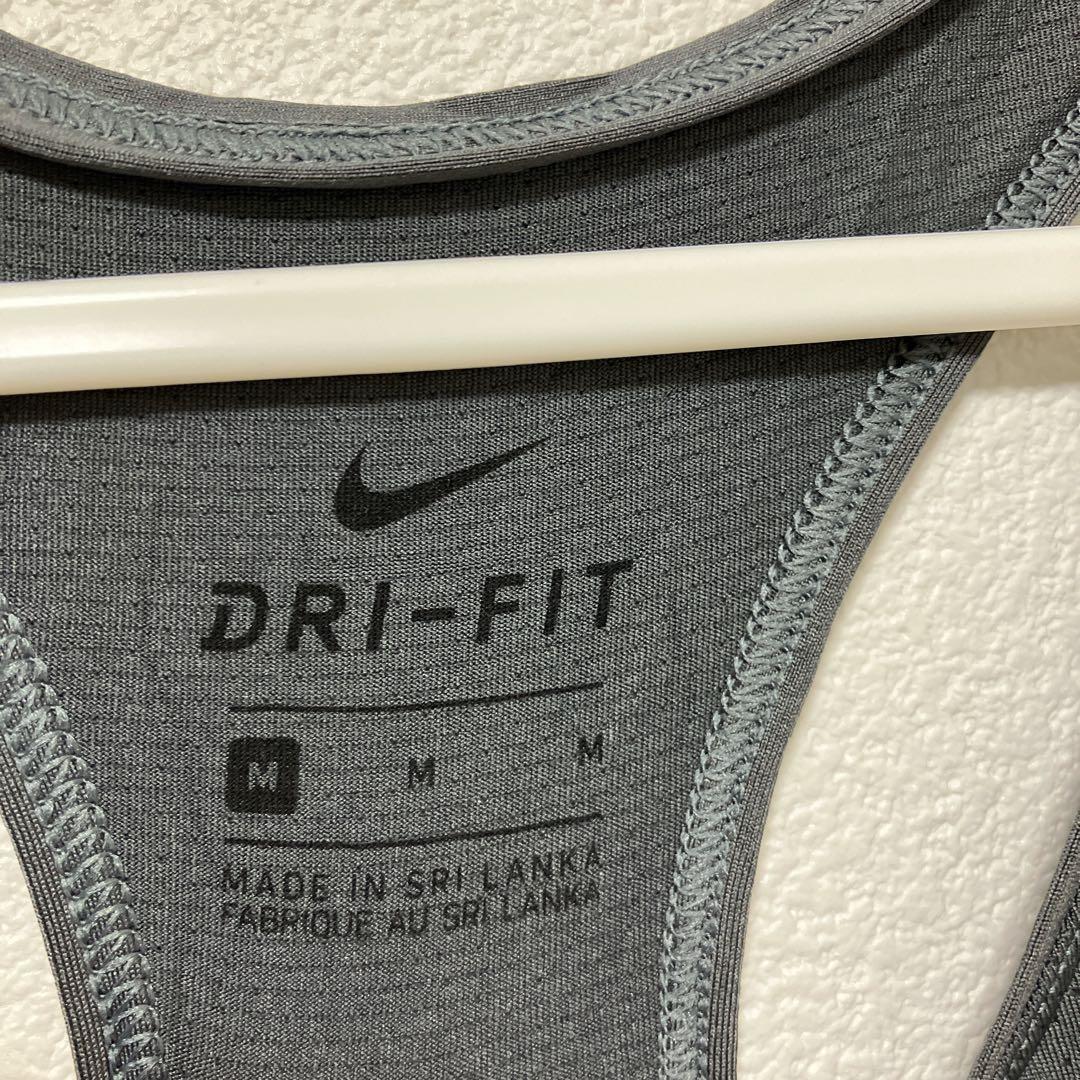 DRI-FIT
M M M
MADE IN SRI LANKA
FABRIQUE AU SRI LANKA